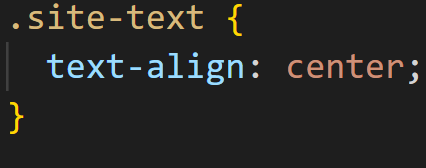 .site-text {
  text-align: center;
}